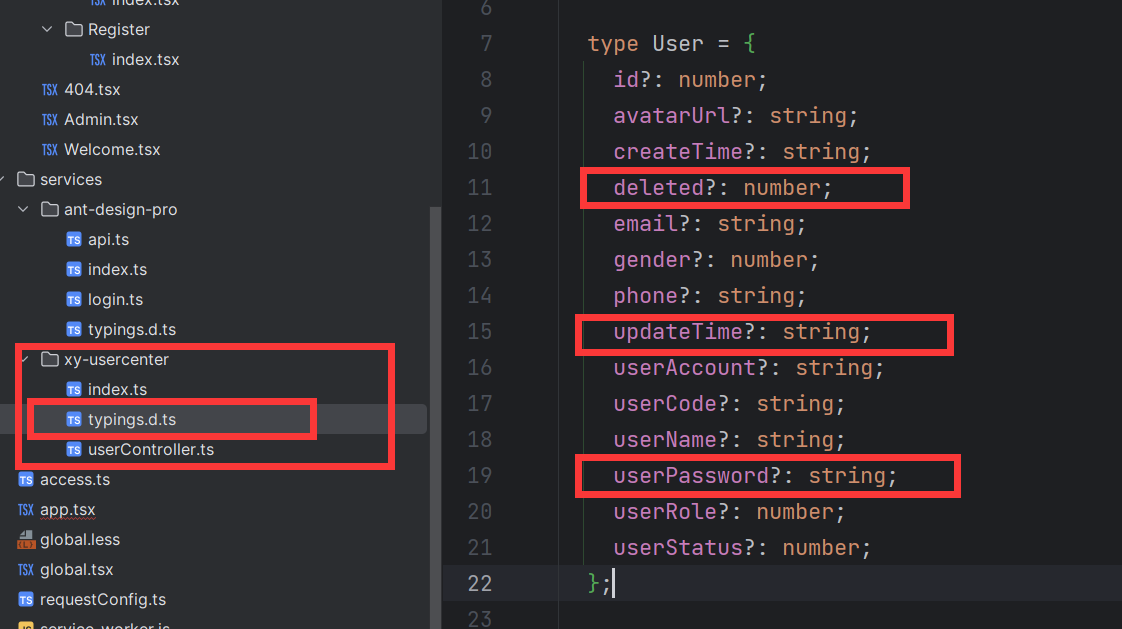 TSX index.tsx
Register
TSX index.tsx
TSX 404.tsx
TSX Admin.tsx
TSX Welcome.tsx
services
ant-design-pro
TS api.ts
TS index.ts
TS login.ts
TS typings.d.ts
xy-usercenter
TS index.ts
TS typings.d.ts
TS userController.ts
TS access.ts
TSX app.tsx
{L} global.less
TSX global.tsx
TS requestConfig.ts
JS service-worker.js
6
7 type User = {
8 id?: number;
9 avatarUrl?: string;
10 createTime?: string;
11 deleted?: number;
12 email?: string;
13 gender?: number;
14 phone?: string;
15 updateTime?: string;
16 userAccount?: string;
17 userCode?: string;
18 userName?: string;
19 userPassword?: string;
20 userRole?: number;
21 userStatus?: number;
22 };
23